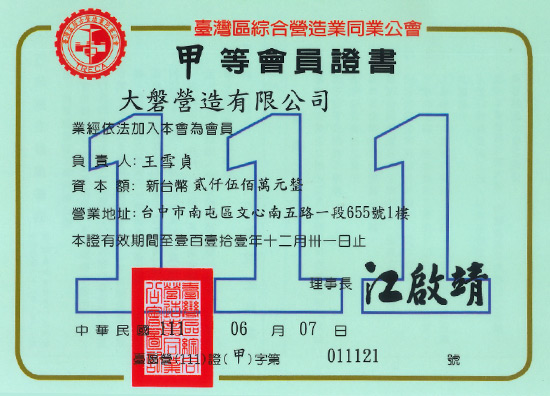 臺灣區綜合營造業同業公會
TRECA
甲等會員證書
大磐營造有限公司
業經依法加入本會為會員
負責人:王雪貞
資本額:新台幣貳仟伍佰萬元整
營業地址:台中市南屯區文心南五路一段655號1樓
本證有效期間至壹百壹拾壹年十二月卅一日止
111
理事長 江啟靖
中華民國 111 06 月 07 日
臺區營(111)證(甲)字第 011121 號